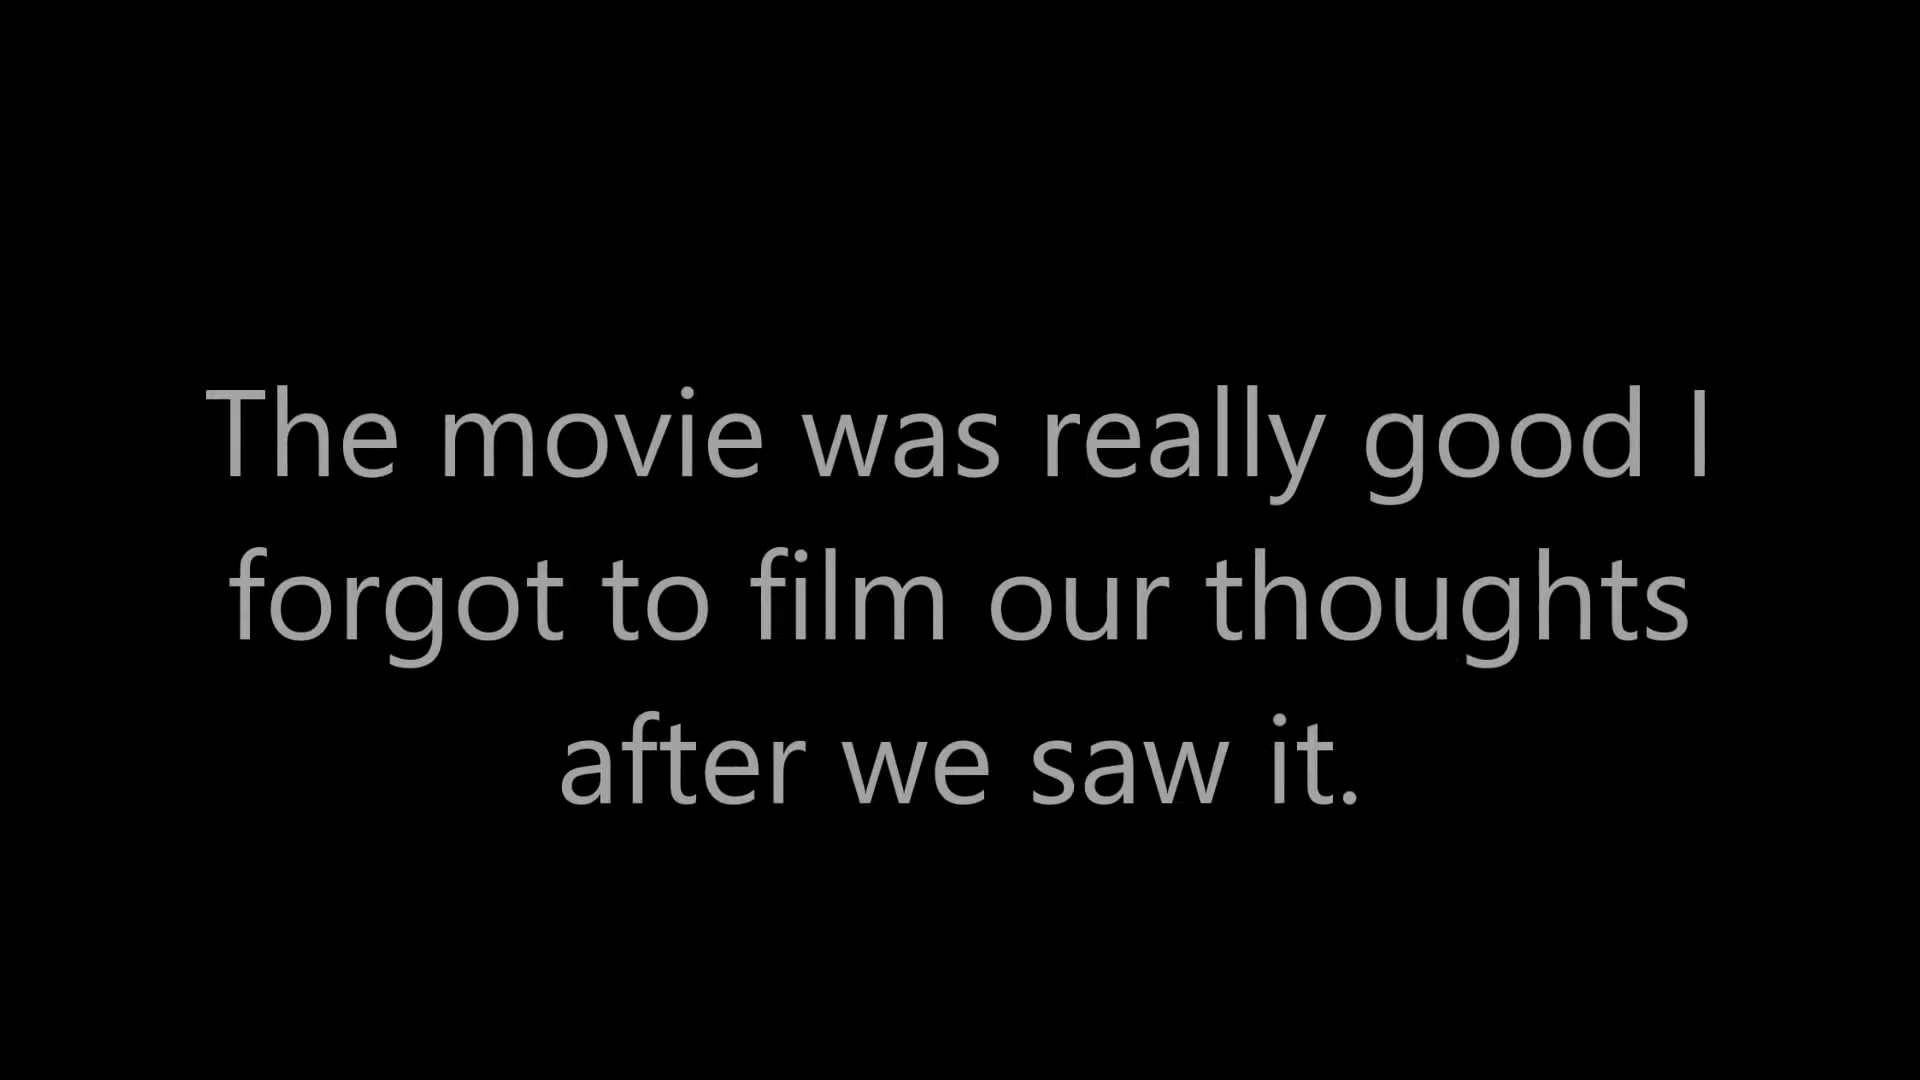 The movie was really good I
forgot to film our thoughts
after we saw it.